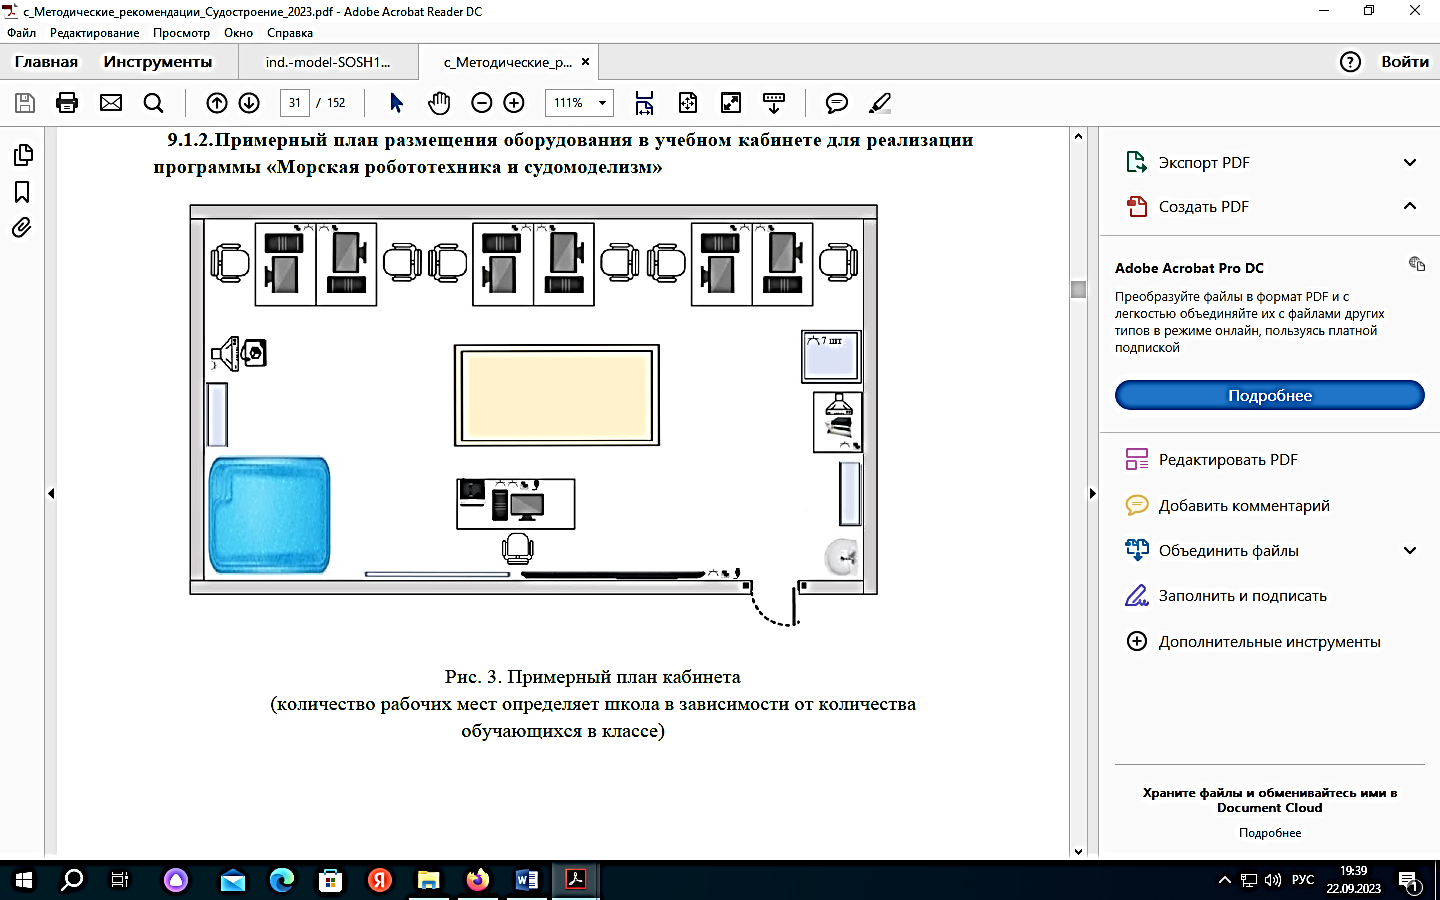 с_Методические_рекомендации_Судостроение_2023.pdf - Adobe Acrobat Reader DC
Файл Редактирование Просмотр Окно Справка
Главная Инструменты ind.-model-SOSH1... с_Методические_р... Войти
31 / 152 111%
9.1.2.Примерный план размещения оборудования в учебном кабинете для реализации
программы «Морская робототехника и судомоделизм»
7 шт
Рис. 3. Примерный план кабинета
(количество рабочих мест определяет школа в зависимости от количества
обучающихся в классе)
Экспорт PDF
Создать PDF
Adobe Acrobat Pro DC
Преобразуйте файлы в формат PDF и с
легкостью объединяйте их с файлами других
типов в режиме онлайн, пользуясь платной
подпиской
Подробнее
Редактировать PDF
Добавить комментарий
Объединить файлы
Заполнить и подписать
Дополнительные инструменты
Храните файлы и обменивайтесь ими в
Document Cloud
Подробнее
РУС
19:39
22.09.2023
1